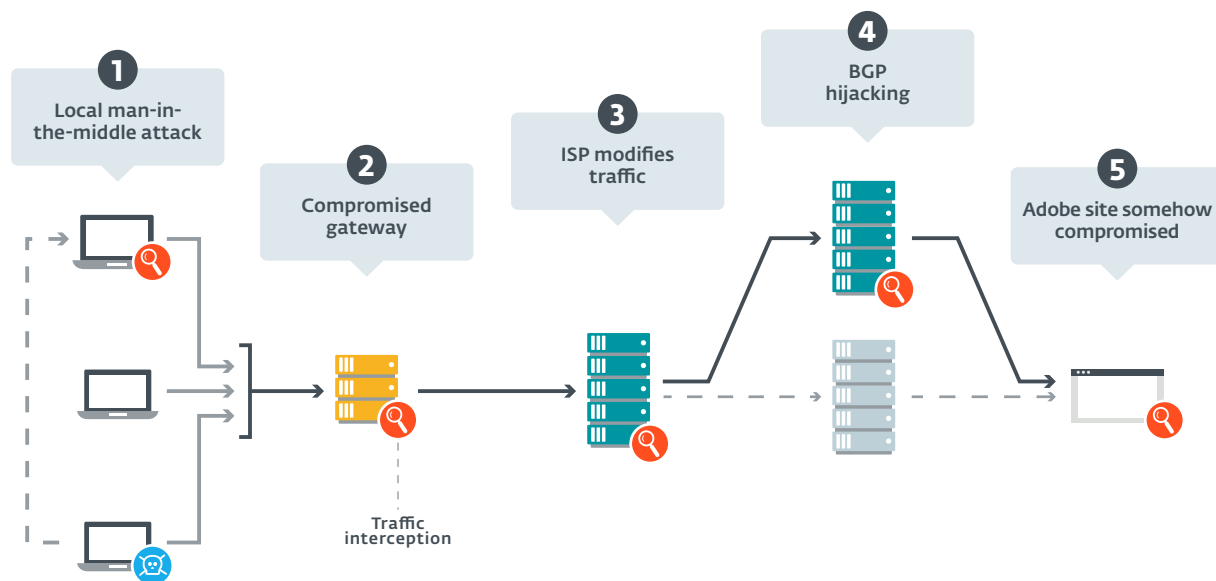 1
Local man-in-
the-middle attack
2
Compromised
gateway
3
ISP modifies
traffic
4
BGP
hijacking
5
Adobe site somehow
compromised
Traffic
interception